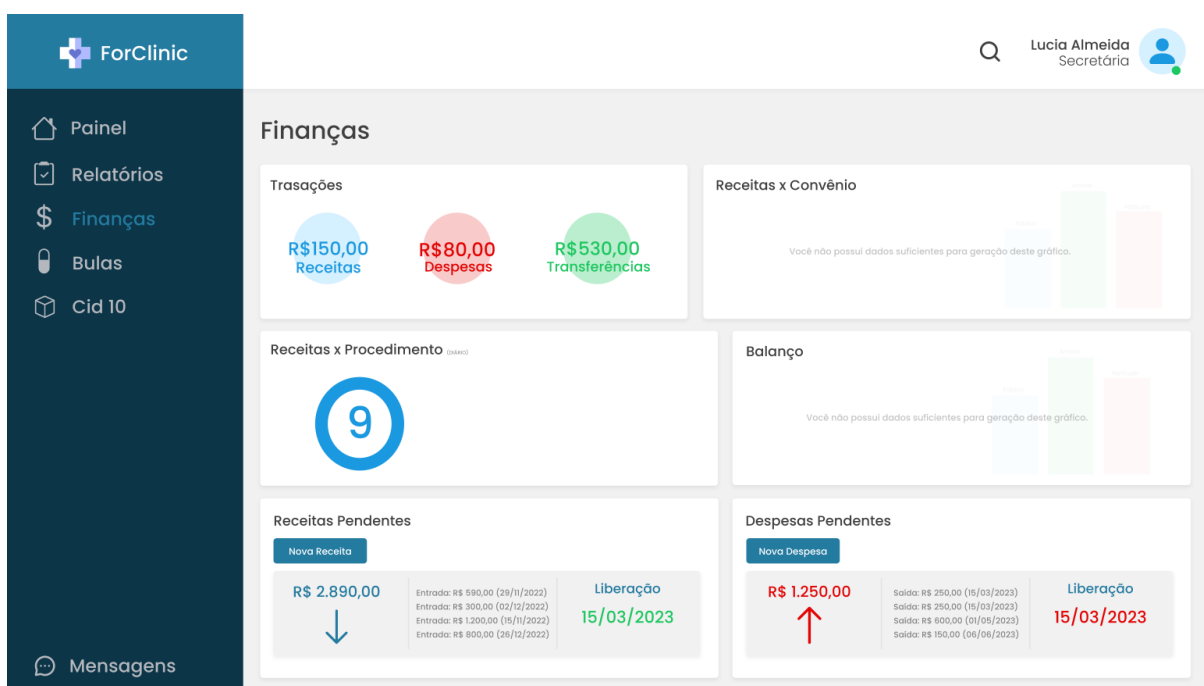 ForClinic
Lucia Almeida
Secretária
Painel
Relatórios
Finanças
Bulas
Cid 10
Mensagens
Finanças
Trasações
R$150,00
Receitas
R$80,00
Despesas
R$530,00
Transferências
Receitas x Convênio
Você não possui dados suficientes para geração deste gráfico.
Receitas x Procedimento (DIÁRIO)
9
Balanço
Você não possui dados suficientes para geração deste gráfico.
Receitas Pendentes
Nova Receita
R$ 2.890,00
Entrada: R$ 590,00 (29/11/2022)
Entrada: R$ 300,00 (02/12/2022)
Entrada: R$ 1.200,00 (15/11/2022)
Entrada: R$ 800,00 (26/12/2022)
Liberação
15/03/2023
Despesas Pendentes
Nova Despesa
R$ 1.250,00
Saída: R$ 250,00 (15/03/2023)
Saída: R$ 250,00 (15/03/2023)
Saída: R$ 600,00 (01/05/2023)
Saída: R$ 150,00 (06/06/2023)
Liberação
15/03/2023